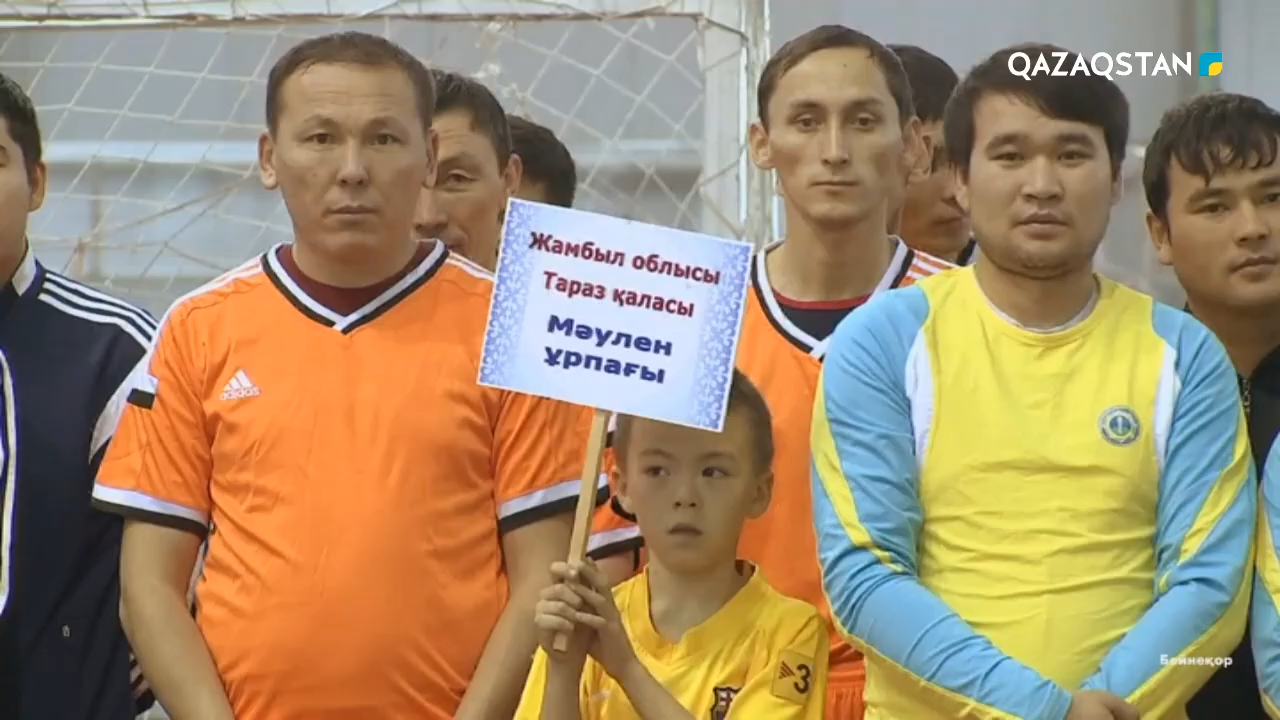 QAZAQSTAN
Жамбыл облысы
Тараз қаласы
Мәулен
ұрпағы
adidas
3
Бейнеқор